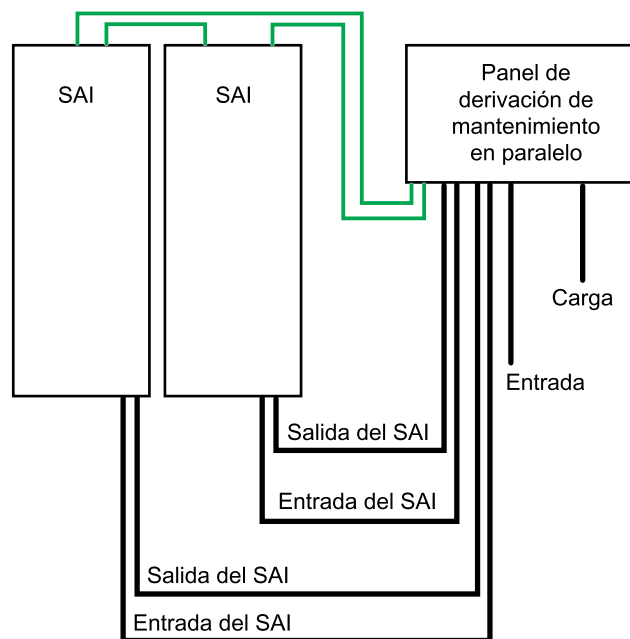 SAI
SAI
Panel de
derivación de
mantenimiento
en paralelo
Carga
Entrada
Salida del SAI
Entrada del SAI
Salida del SAI
Entrada del SAI